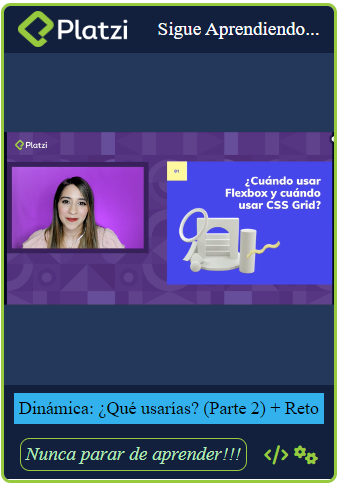 Platzi
Sigue Aprendiendo...
Platzi
¿Cuándo usar
Flexbox y cuándo
usar CSS Grid?
Dinámica: ¿Qué usarías? (Parte 2) + Reto
Nunca parar de aprender!!!
</>